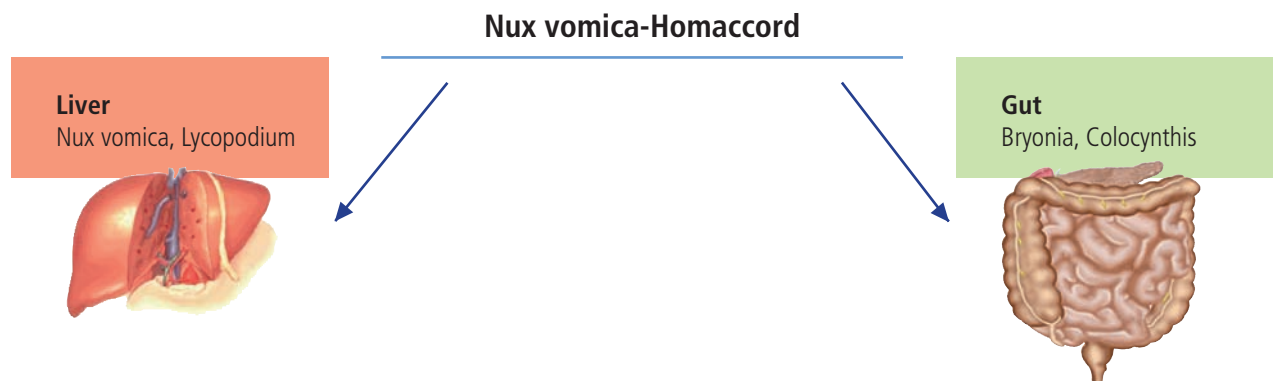 Nux vomica-Homaccord
Liver
Nux vomica, Lycopodium
Gut
Bryonia, Colocynthis